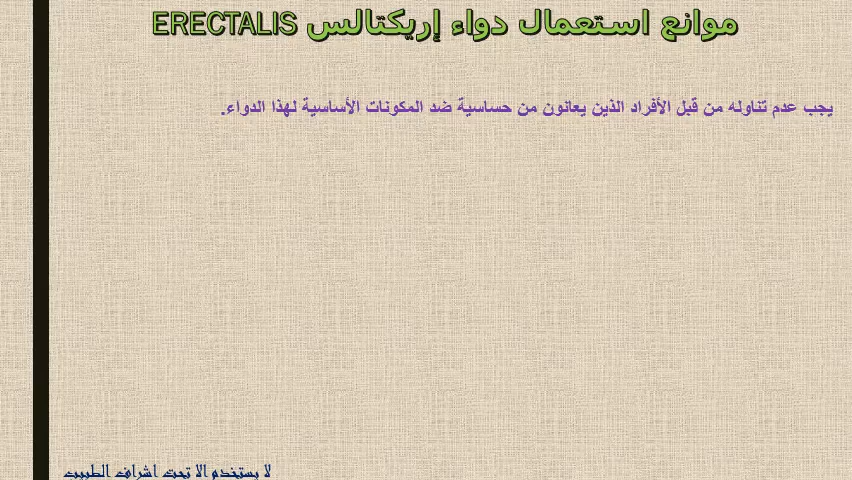 موانع استعمال دواء إريكتالس ERECTALIS
يجب عدم تناوله من قبل الأفراد الذين يعانون من حساسية ضد المكونات الأساسية لهذا الدواء.
لا يستخدم الا تحت اشراف الطبيب